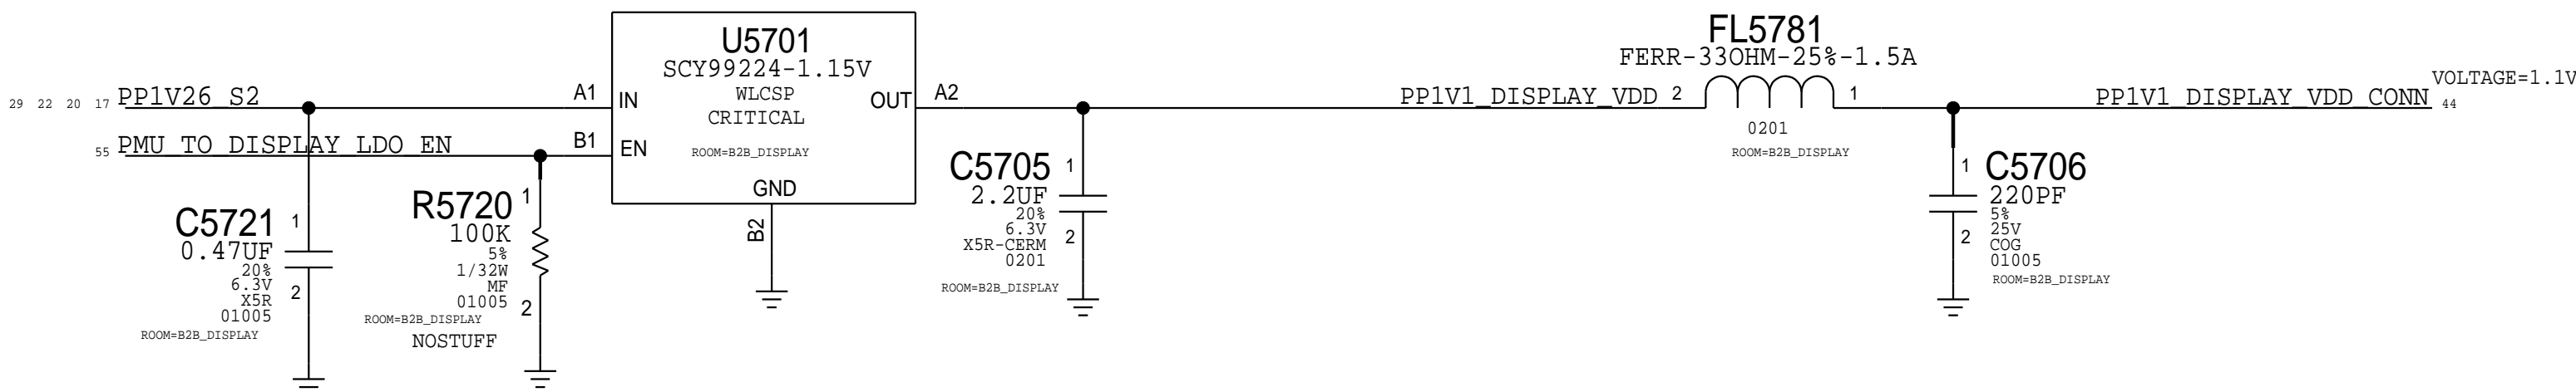 U5701
SCY99224-1.15V
WLCSP
CRITICAL
ROOM=B2B_DISPLAY
IN
EN
OUT
GND
A1
B1
A2
B2
29 22 20 17 PP1V26_S2
55 PMU_TO_DISPLAY_LDO_EN
C5721
0.47UF
20%
6.3V
X5R
01005
ROOM=B2B_DISPLAY
1
2
R5720
100K
5%
1/32W
MF
01005
ROOM=B2B_DISPLAY
NOSTUFF
1
2
C5705
2.2UF
20%
6.3V
X5R-CERM
0201
ROOM=B2B_DISPLAY
1
2
PP1V1_DISPLAY_VDD
FL5781
FERR-33OHM-25%-1.5A
2
1
0201
ROOM=B2B_DISPLAY
C5706
220PF
5%
25V
COG
01005
ROOM=B2B_DISPLAY
1
2
VOLTAGE=1.1V
PP1V1_DISPLAY_VDD_CONN 44